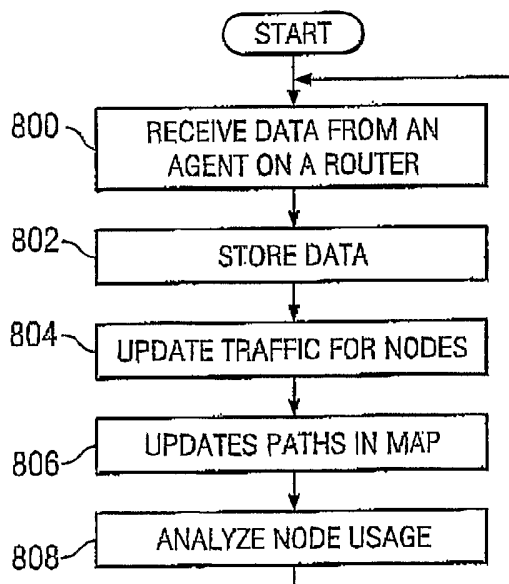 START
800
RECEIVE DATA FROM AN
AGENT ON A ROUTER
802
STORE DATA
804
UPDATE TRAFFIC FOR NODES
806
UPDATES PATHS IN MAP
808
ANALYZE NODE USAGE